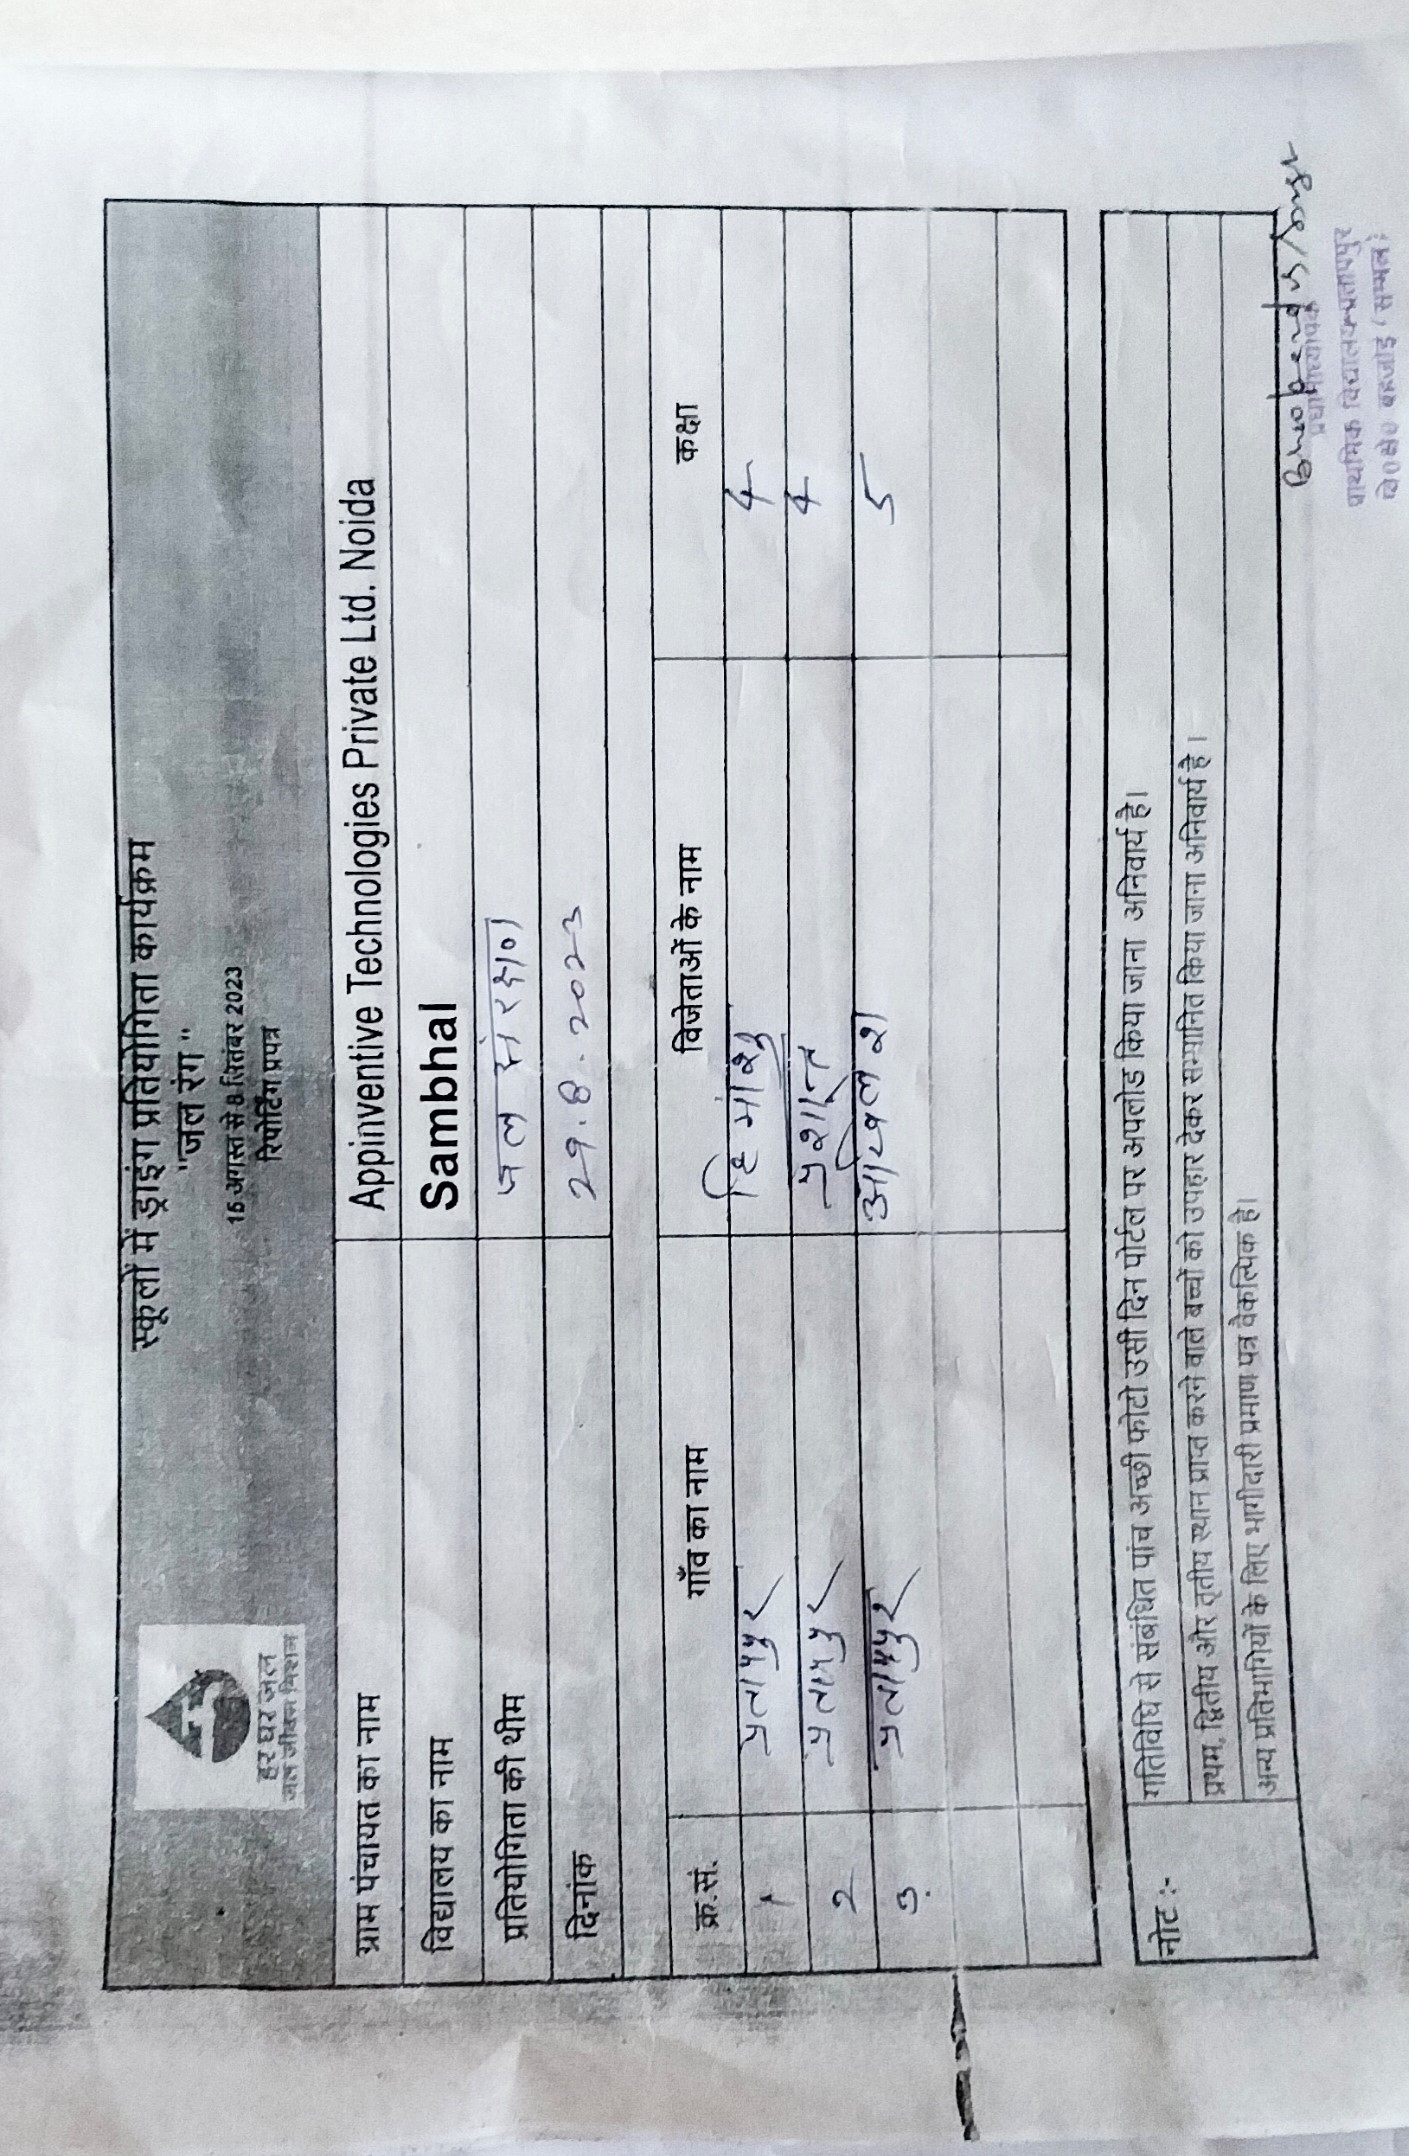 हर घर जल
जल जीवन मिशन
स्कूलों में ड्राइंग प्रतियोगिता कार्यक्रम
"जल रंग"
16 अगस्त से 8 सितंबर 2023
रिपोर्टिंग प्रपत्र
ग्राम पंचायत का नाम Appinventive Technologies Private Ltd. Noida
विद्यालय का नाम Sambhal
प्रतियोगिता की थीम जल संरक्षण
दिनांक 29.8.2023
क्र.सं. गाँव का नाम विजेताओं के नाम कक्षा
1 प्रतापपुर हिमांशु 4
2 प्रतापपुर प्रशान्त 4
3. प्रतापपुर अखिलेश 5
नोट :- गतिविधि से संबंधित पांच अच्छी फोटो उसी दिन पोर्टल पर अपलोड किया जाना अनिवार्य है।
प्रथम, द्वितीय और तृतीय स्थान प्राप्त करने वाले बच्चों को उपहार देकर सम्मानित किया जाना अनिवार्य है ।
अन्य प्रतिभागियों के लिए भागीदारी प्रमाण पत्र वैकल्पिक है।
प्रधानाध्यापक
प्राथमिक विद्यालय प्रतापपुर
वि०क्षे० बहजोई (सम्भल)